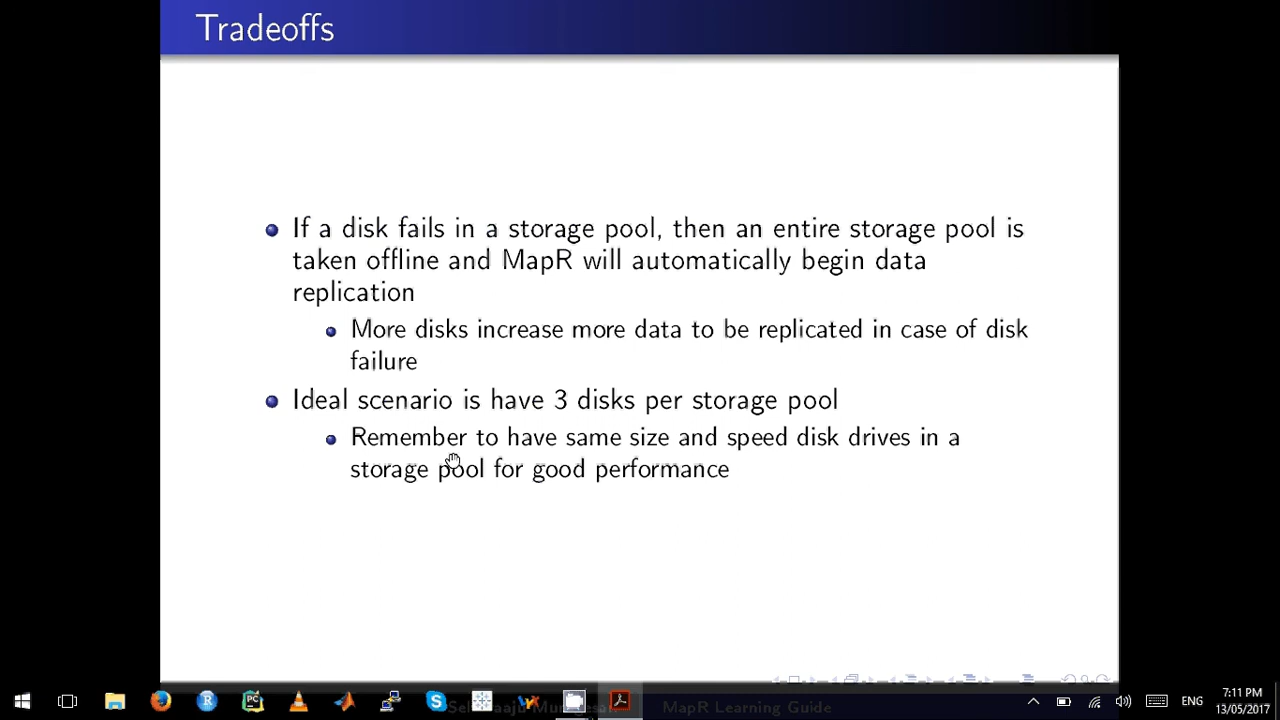 Tradeoffs
If a disk fails in a storage pool, then an entire storage pool is
taken offline and MapR will automatically begin data
replication
More disks increase more data to be replicated in case of disk
failure
Ideal scenario is have 3 disks per storage pool
Remember to have same size and speed disk drives in a
storage pool for good performance
MapR Learning Guide
ENG
7:11 PM
13/05/2017